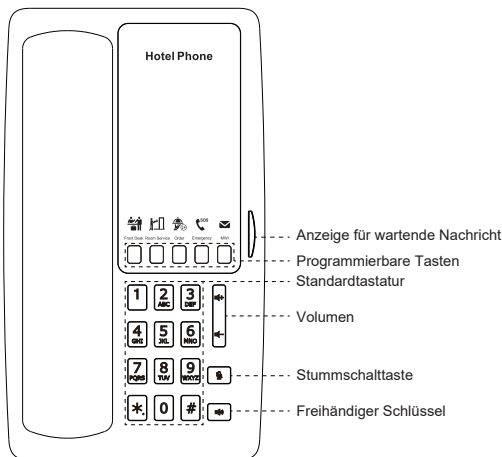 Hotel Phone
SOS
Front Desk Room Service Order Emergency MWI
Anzeige für wartende Nachricht
Programmierbare Tasten
Standardtastatur
1 2 ABC 3 DEF
Volumen
4 GHI 5 JKL 6 MNO
7 PQRS 8 TUV 9 WXYZ
Stummschalttaste
*. 0 #
Freihändiger Schlüssel